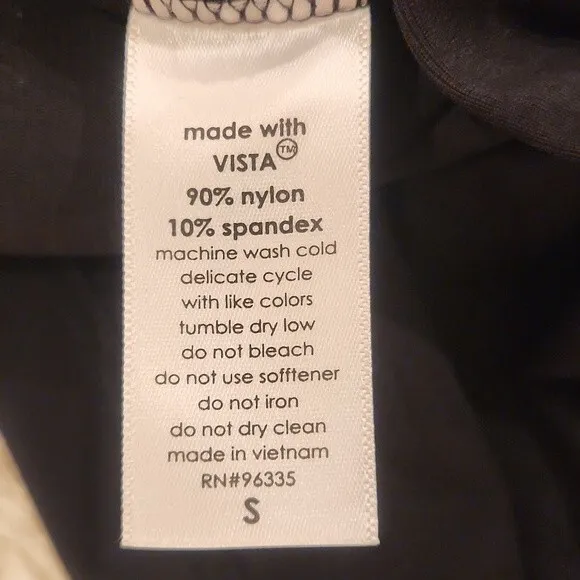 made with
VISTA™
90% nylon
10% spandex
machine wash cold
delicate cycle
with like colors
tumble dry low
do not bleach
do not use sofftener
do not iron
do not dry clean
made in vietnam
RN#96335
S